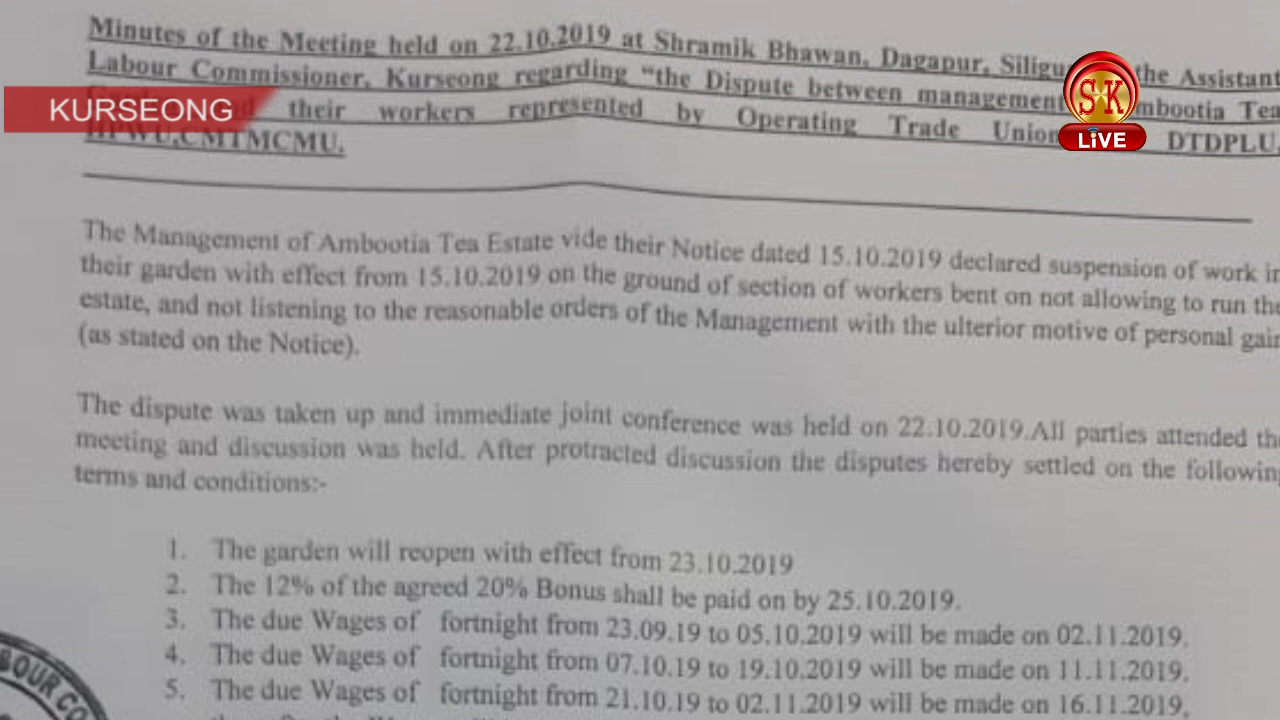 Minutes of the Meeting held on 22.10.2019 at Shramik Bhawan, Dagapur, the Assistant
Labour Commissioner, Kurseong regarding "the Dispute between management Tea
their workers represented by Operating Trade Union DTDPLU,
HPWU,CMTMCMU.
KURSEONG
SK
LiVE
The Management of Ambootia Tea Estate vide their Notice dated 15.10.2019 declared suspension of work in
their garden with effect from 15.10.2019 on the ground of section of workers bent on not allowing to run the
estate, and not listening to the reasonable orders of the Management with the ulterior motive of personal gain
(as stated on the Notice).
The dispute was taken up and immediate joint conference was held on 22.10.2019.All parties attended the
meeting and discussion was held. After protracted discussion the disputes hereby settled on the following
terms and conditions:-
1. The garden will reopen with effect from 23.10.2019
2. The 12% of the agreed 20% Bonus shall be paid on by 25.10.2019.
3. The due Wages of fortnight from 23.09.19 to 05.10.2019 will be made on 02.11.2019.
4. The due Wages of fortnight from 07.10.19 to 19.10.2019 will be made on 11.11.2019.
5. The due Wages of fortnight from 21.10.19 to 02.11.2019 will be made on 16.11.2019,